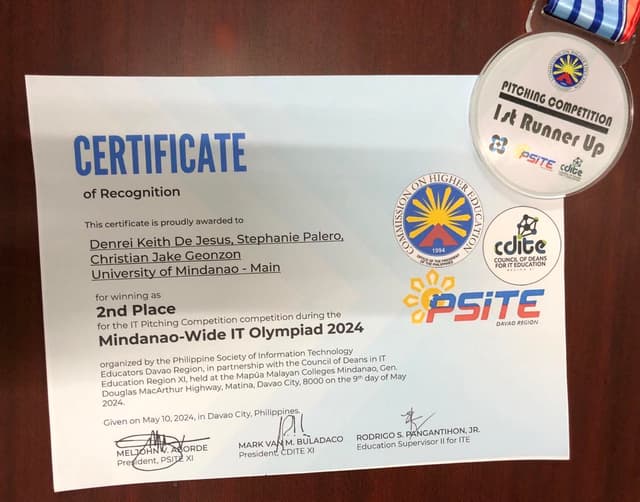 CERTIFICATE
of Recognition
This certificate is proudly awarded to
Denrei Keith De Jesus, Stephanie Palero,
Christian Jake Geonzon
University of Mindanao - Main
for winning as
2nd Place
for the IT Pitching Competition competition during the
Mindanao-Wide IT Olympiad 2024
organized by the Philippine Society of Information Technology
Educators Davao Region, in partnership with the Council of Deans in IT
Education Region XI, held at the Mapúa Malayan Colleges Mindanao, Gen.
Douglas MacArthur Highway, Matina, Davao City, 8000 on the 9th day of May
2024.
Given on May 10, 2024, in Davao City, Philippines.
MELJOHN V. ABORDE
President, PSITE XI
MARK VAN M. BULADACO
President, CDITE XI
RODRIGO S. PANGANTIHON, JR.
Education Supervisor II for ITE
COMMISSION ON HIGHER EDUCATION
1994
OFFICE OF THE PRESIDENT
OF THE PHILIPPINES
cdite
COUNCIL OF DEANS
FOR IT EDUCATION
PSITE
DAVAO REGION
PITCHING COMPETITION
1st Runner Up
PSITE
cdite